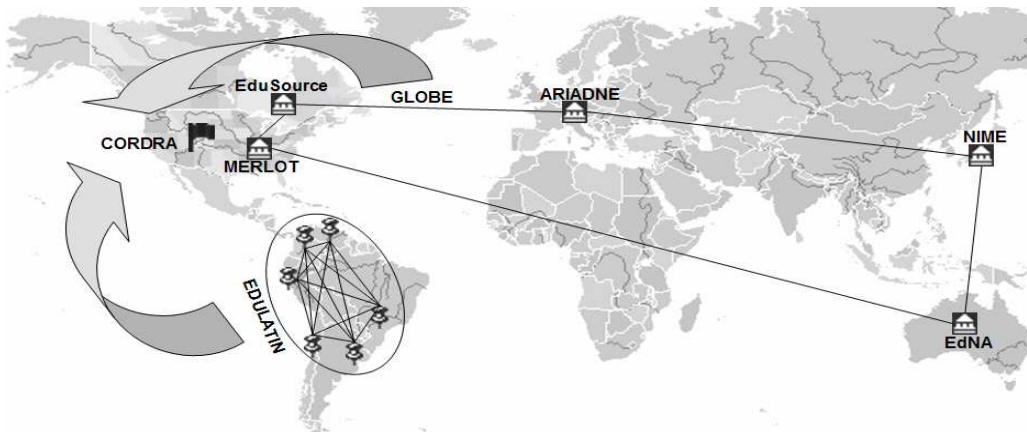 EduSource
GLOBE
ARIADNE
CORDRA
MERLOT
NIME
EDULATIN
EdNA